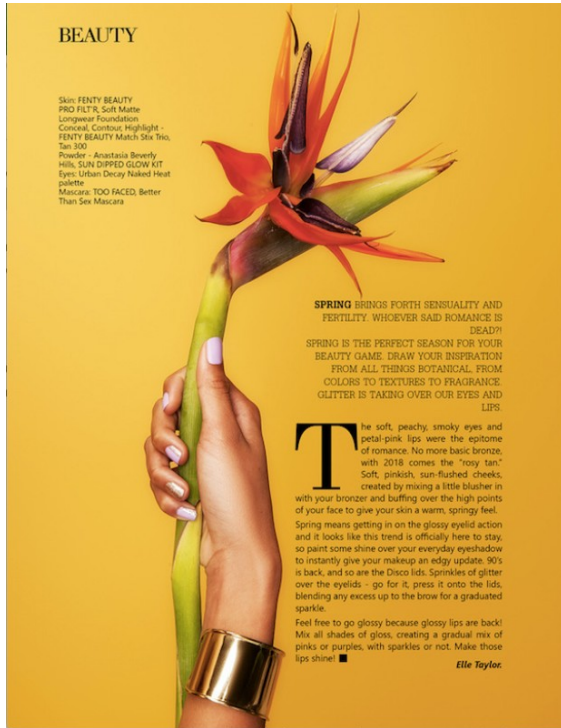 BEAUTY
Skin: FENTY BEAUTY
PRO FILT'R, Soft Matte
Longwear Foundation
Conceal, Contour, Highlight -
FENTY BEAUTY Match Stix Trio,
Tan 300
Powder - Anastasia Beverly
Hills, SUN DIPPED GLOW KIT
Eyes: Urban Decay Naked Heat
palette
Mascara: TOO FACED, Better
Than Sex Mascara
SPRING BRINGS FORTH SENSUALITY AND
FERTILITY. WHOEVER SAID ROMANCE IS
DEAD?!
SPRING IS THE PERFECT SEASON FOR YOUR
BEAUTY GAME. DRAW YOUR INSPIRATION
FROM ALL THINGS BOTANICAL, FROM
COLORS TO TEXTURES TO FRAGRANCE.
GLITTER IS TAKING OVER OUR EYES AND
LIPS.
The soft, peachy, smoky eyes and
petal-pink lips were the epitome
of romance. No more basic bronze,
with 2018 comes the "rosy tan."
Soft, pinkish, sun-flushed cheeks,
created by mixing a little blusher in
with your bronzer and buffing over the high points
of your face to give your skin a warm, springy feel.
Spring means getting in on the glossy eyelid action
and it looks like this trend is officially here to stay,
so paint some shine over your everyday eyeshadow
to instantly give your makeup an edgy update. 90's
is back, and so are the Disco lids. Sprinkles of glitter
over the eyelids - go for it, press it onto the lids,
blending any excess up to the brow for a graduated
sparkle.
Feel free to go glossy because glossy lips are back!
Mix all shades of gloss, creating a gradual mix of
pinks or purples, with sparkles or not. Make those
lips shine!
Elle Taylor.